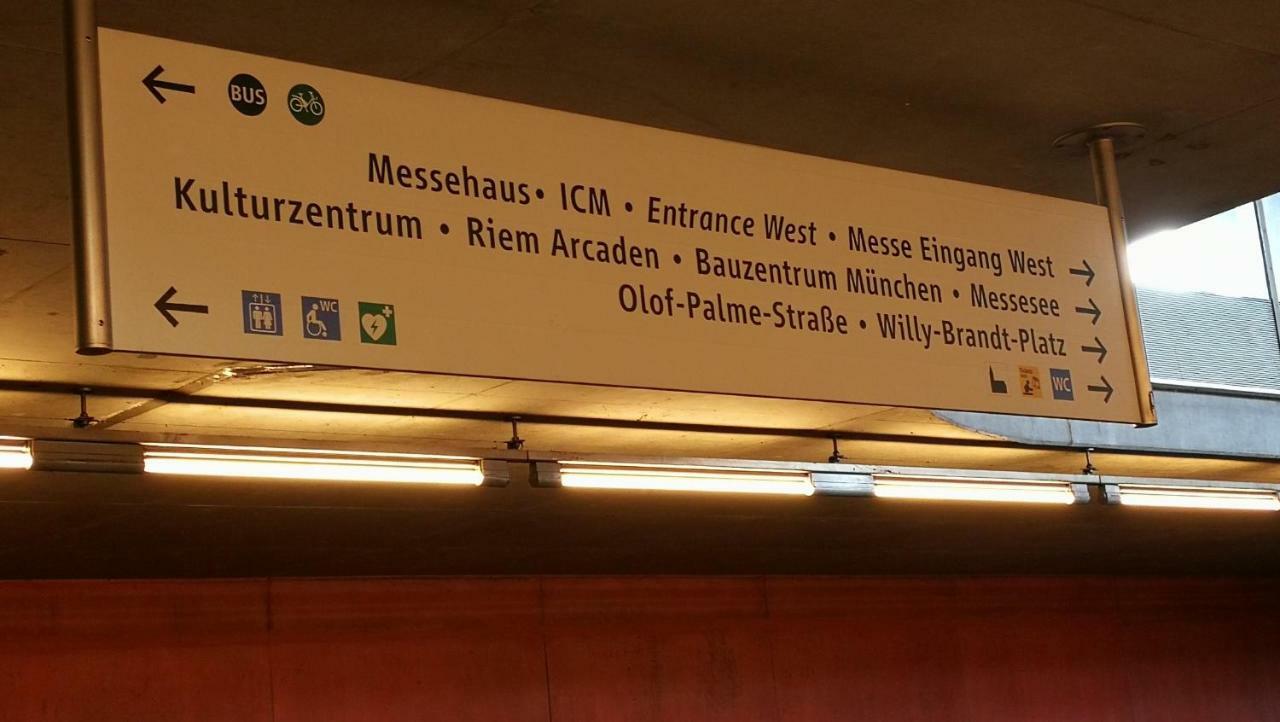 ← BUS
Messehaus • ICM • Entrance West • Messe Eingang West →
Kulturzentrum • Riem Arcaden • Bauzentrum München • Messesee →
Olof-Palme-Straße • Willy-Brandt-Platz →
← WC
WC →